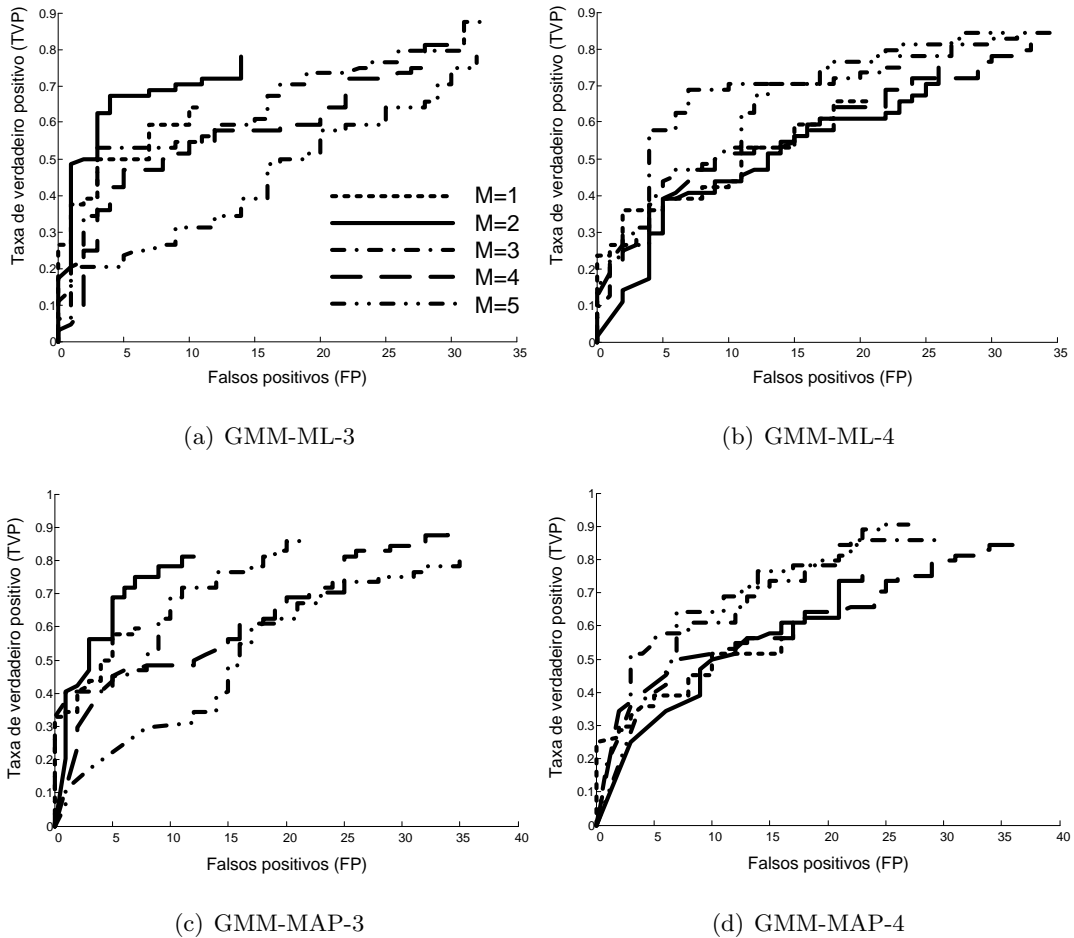 Taxa de verdadeiro positivo (TVP)
0.9
0.8
0.7
0.6
0.5
0.4
0.3
0.2
0.1
0
0 5 10 15 20 25 30 35
Falsos positivos (FP)
M=1
M=2
M=3
M=4
M=5
(a) GMM-ML-3
Taxa de verdadeiro positivo (TVP)
0.9
0.8
0.7
0.6
0.5
0.4
0.3
0.2
0.1
0
0 5 10 15 20 25 30 35
Falsos positivos (FP)
(b) GMM-ML-4
Taxa de verdadeiro positivo (TVP)
1
0.9
0.8
0.7
0.6
0.5
0.4
0.3
0.2
0.1
0
0 5 10 15 20 25 30 35 40
Falsos positivos (FP)
(c) GMM-MAP-3
Taxa de verdadeiro positivo (TVP)
1
0.9
0.8
0.7
0.6
0.5
0.4
0.3
0.2
0.1
0
0 5 10 15 20 25 30 35 40
Falsos positivos (FP)
(d) GMM-MAP-4